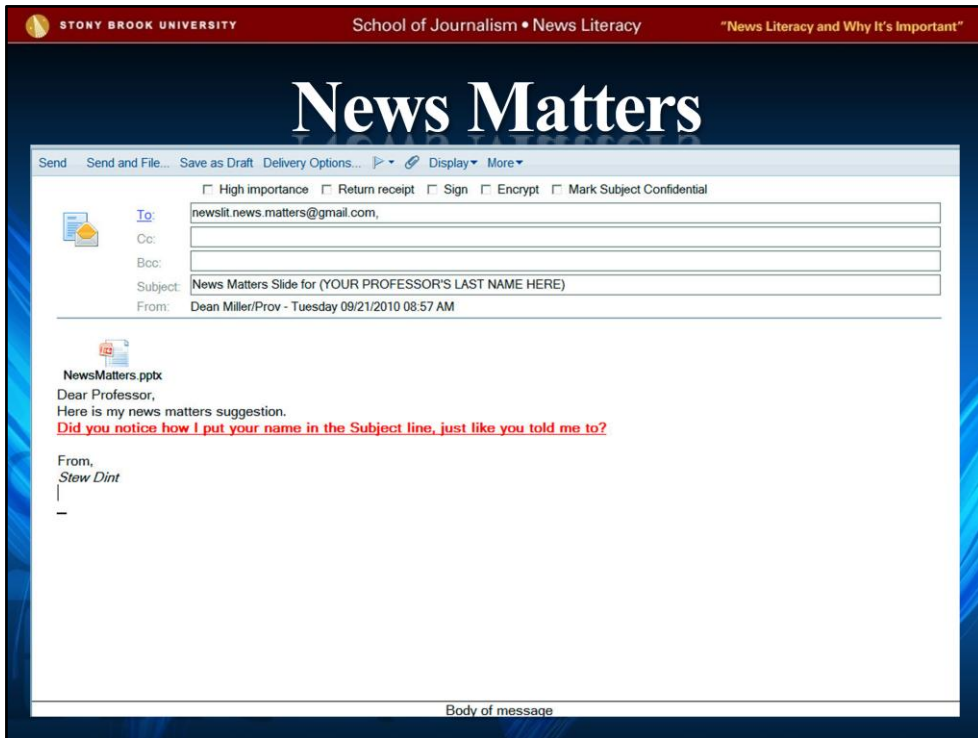 STONY BROOK UNIVERSITY School of Journalism • News Literacy "News Literacy and Why It's Important"
News Matters
Send Send and File... Save as Draft Delivery Options... Display More
High importance Return receipt Sign Encrypt Mark Subject Confidential
To: newslit.news.matters@gmail.com,
Cc:
Bcc:
Subject: News Matters Slide for (YOUR PROFESSOR'S LAST NAME HERE)
From: Dean Miller/Prov - Tuesday 09/21/2010 08:57 AM
NewsMatters.pptx
Dear Professor,
Here is my news matters suggestion.
Did you notice how I put your name in the Subject line, just like you told me to?
From,
Stew Dint
Body of message